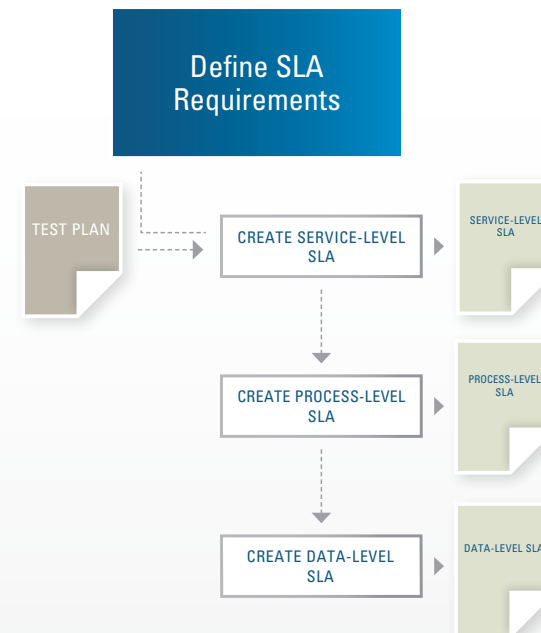 Define SLA
Requirements
TEST PLAN
CREATE SERVICE-LEVEL
SLA
SERVICE-LEVEL
SLA
CREATE PROCESS-LEVEL
SLA
PROCESS-LEVEL
SLA
CREATE DATA-LEVEL
SLA
DATA-LEVEL SLA